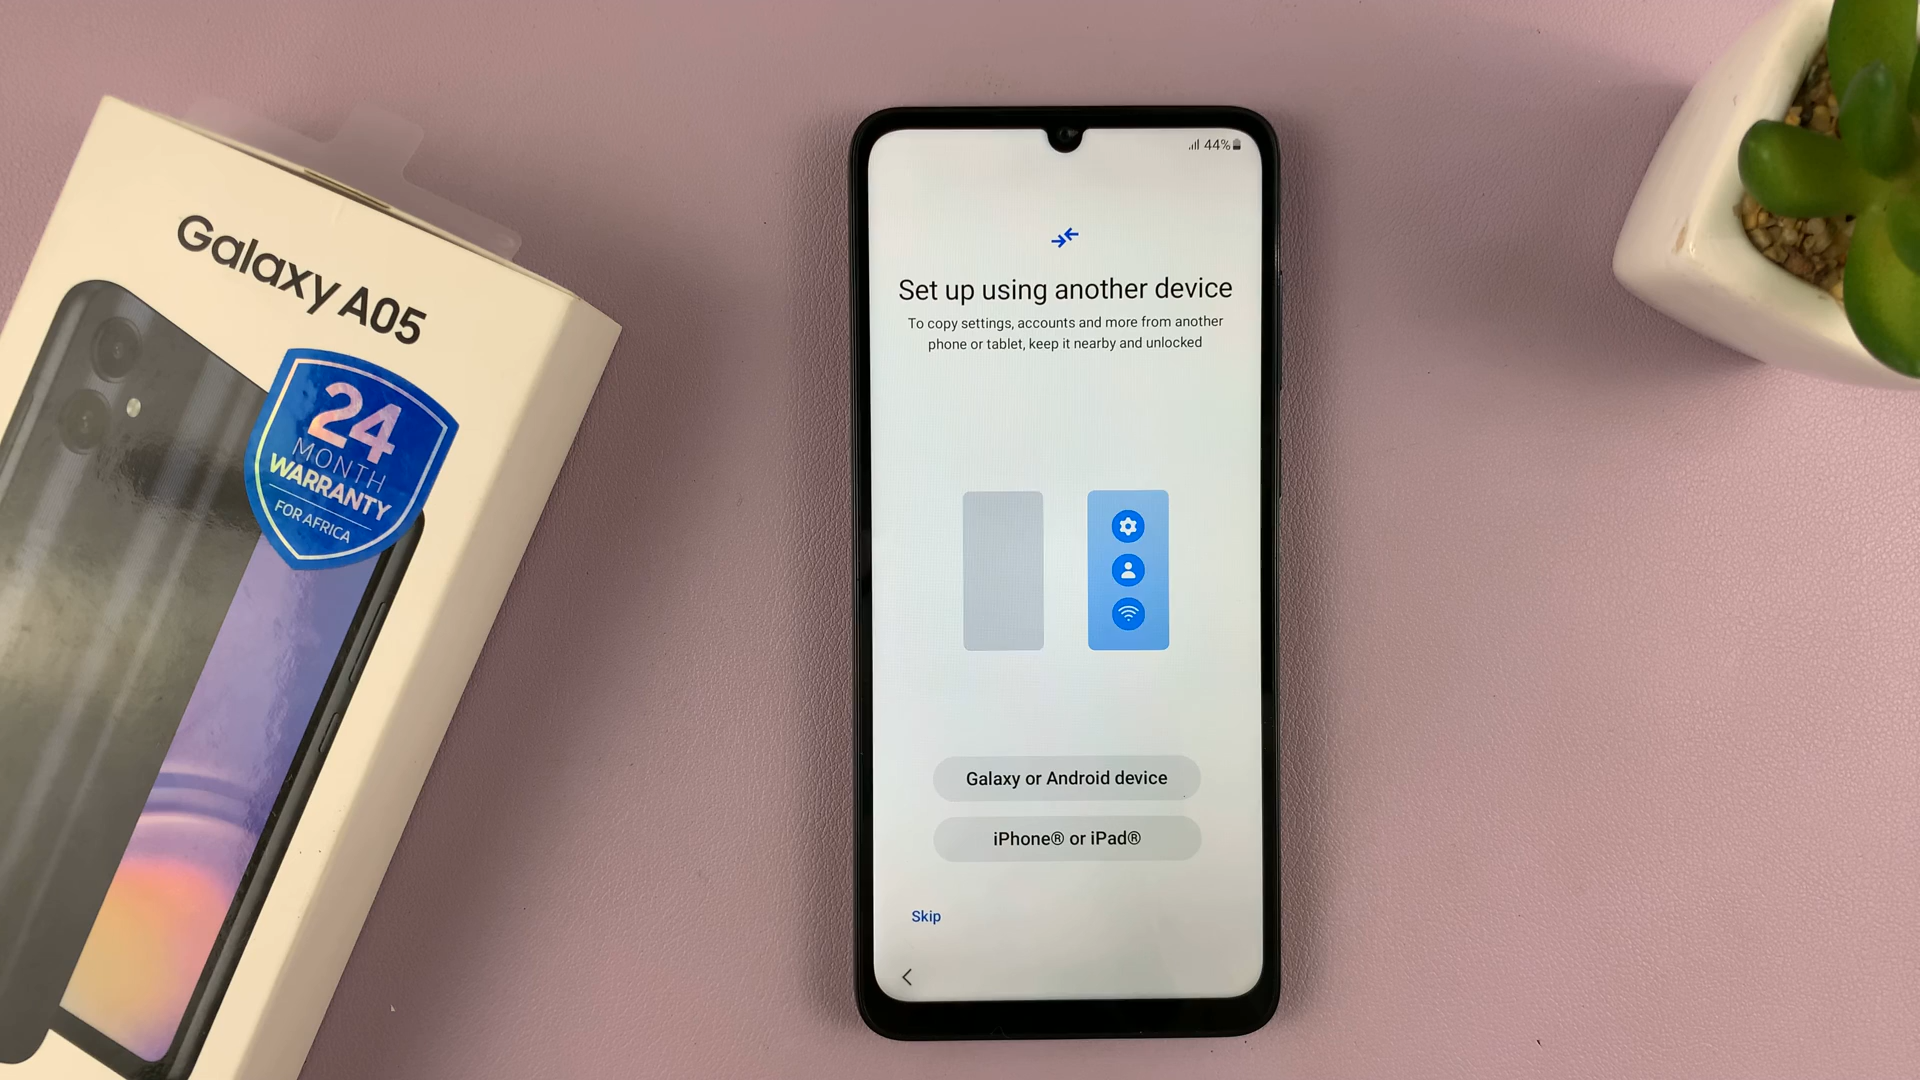 Galaxy A05
24
MONTH
WARRANTY
FOR AFRICA
44%
Set up using another device
To copy settings, accounts and more from another
phone or tablet, keep it nearby and unlocked
Galaxy or Android device
iPhone® or iPad®
Skip